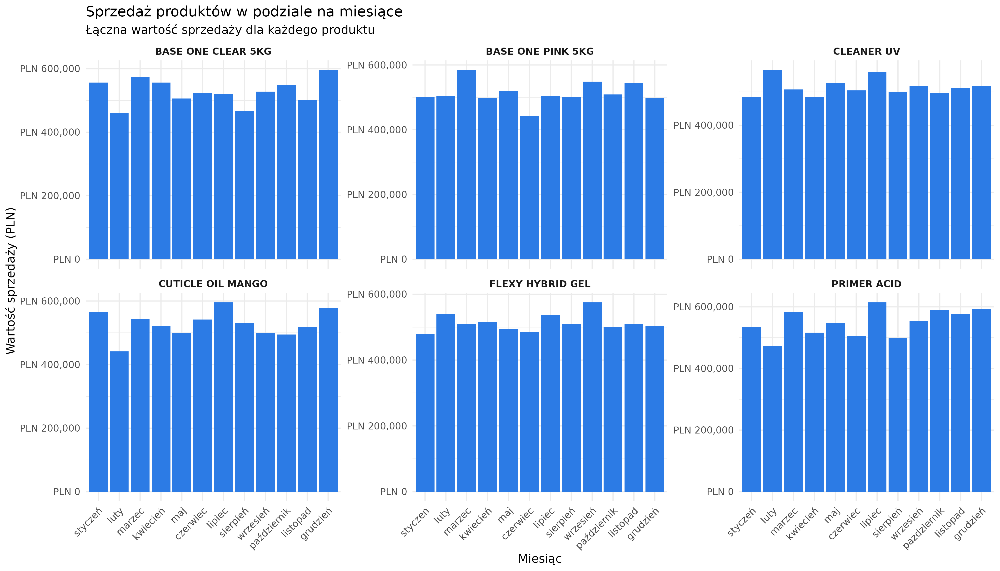 Sprzedaż produktów w podziale na miesiące
Łączna wartość sprzedaży dla każdego produktu
Wartość sprzedaży (PLN)
BASE ONE CLEAR 5KG
PLN 600,000
PLN 400,000
PLN 200,000
PLN 0
BASE ONE PINK 5KG
PLN 600,000
PLN 400,000
PLN 200,000
PLN 0
CLEANER UV
PLN 400,000
PLN 200,000
PLN 0
CUTICLE OIL MANGO
PLN 600,000
PLN 400,000
PLN 200,000
PLN 0
styczeń
luty
marzec
kwiecień
maj
czerwiec
lipiec
sierpień
wrzesień
październik
listopad
grudzień
FLEXY HYBRID GEL
PLN 600,000
PLN 400,000
PLN 200,000
PLN 0
styczeń
luty
marzec
kwiecień
maj
czerwiec
lipiec
sierpień
wrzesień
październik
listopad
grudzień
PRIMER ACID
PLN 600,000
PLN 400,000
PLN 200,000
PLN 0
styczeń
luty
marzec
kwiecień
maj
czerwiec
lipiec
sierpień
wrzesień
październik
listopad
grudzień
Miesiąc